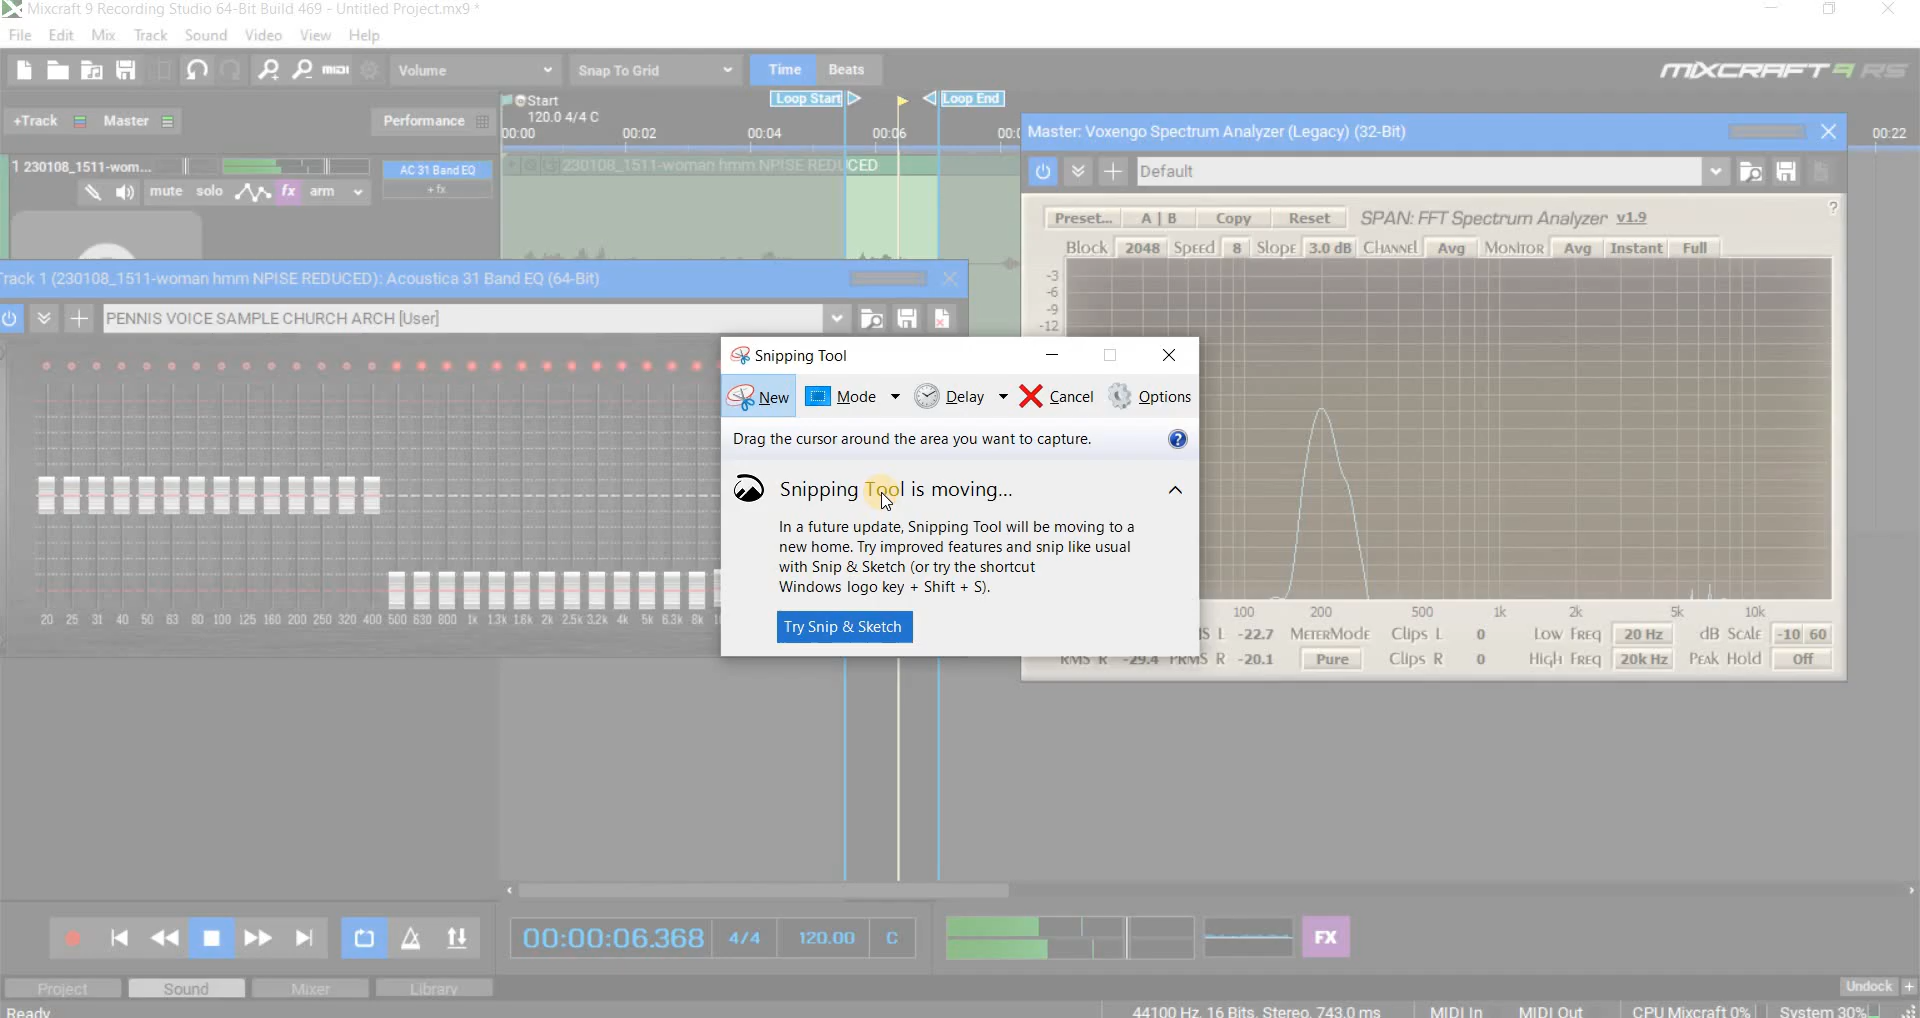 Mixcraft 9 Recording Studio 64-Bit Build 469 - Untitled Project.mx9 *
File Edit Mix Track Sound Video View Help
midi Volume Snap To Grid Time Beats MIXCRAFT 9 RS
+Track Master Performance
Start Loop Start Loop End
120.0 4/4 C
00:00 00:02 00:04 00:06 00:22
1 230108_1511-wom...
mute solo fx arm
AC 31 Band EQ
+ fx
230108_1511-woman hmm NPISE REDUCED
Master: Voxengo Spectrum Analyzer (Legacy) (32-Bit)
Default
Preset... A | B Copy Reset SPAN: FFT Spectrum Analyzer v1.9 ?
Block 2048 Speed 8 Slope 3.0 dB Channel Avg Monitor Avg Instant Full
-3
-6
-9
-12
100 200 500 1k 2k 5k 10k
-22.7 MeterMode Clips L 0 Low Freq 20 Hz dB Scale -10 60
RMS R -29.4 PRMS R -20.1 Pure Clips R 0 High Freq 20k Hz Peak Hold Off
rack 1 (230108_1511-woman hmm NPISE REDUCED): Acoustica 31 Band EQ (64-Bit)
PENNIS VOICE SAMPLE CHURCH ARCH [User]
20 25 31 40 50 63 80 100 125 160 200 250 320 400 500 630 800 1k 1.3k 1.6k 2k 2.5k 3.2k 4k 5k 6.3k 8k
Snipping Tool
New Mode Delay Cancel Options
Drag the cursor around the area you want to capture.
Snipping Tool is moving...
In a future update, Snipping Tool will be moving to a
new home. Try improved features and snip like usual
with Snip & Sketch (or try the shortcut
Windows logo key + Shift + S).
Try Snip & Sketch
00:00:06.368 4/4 120.00 C FX
Project Sound Mixer Library Undock +
Ready 44100 Hz, 16 Bits, Stereo, 743.0 ms MIDI In MIDI Out CPU Mixcraft 0% System 30%